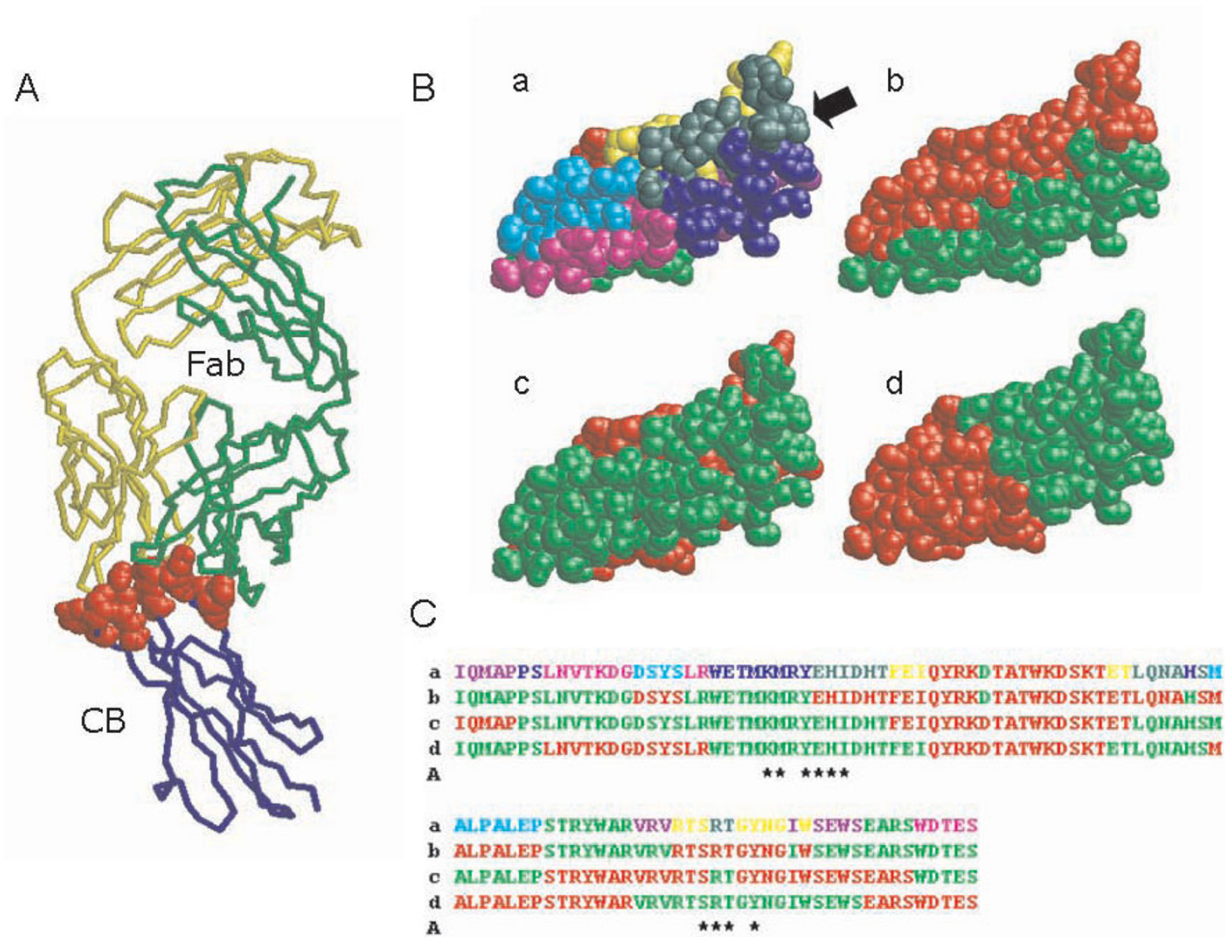 A
Fab
CB
B
a
b
c
d
C
a IQMAPPSLNVTKDGDSYSLRWETMKMRYEHIDHTFEIQYRKDTATWKDSKTETLQNAHSM
b IQMAPPSLNVTKDGDSYSLRWETMKMRYEHIDHTFEIQYRKDTATWKDSKTETLQNAHSM
c IQMAPPSLNVTKDGDSYSLRWETMKMRYEHIDHTFEIQYRKDTATWKDSKTETLQNAHSM
d IQMAPPSLNVTKDGDSYSLRWETMKMRYEHIDHTFEIQYRKDTATWKDSKTETLQNAHSM
A ** ****
a ALPALEPSTRYWARVRVRTSRTGYNGIWSEWSEARSWDTES
b ALPALEPSTRYWARVRVRTSRTGYNGIWSEWSEARSWDTES
c ALPALEPSTRYWARVRVRTSRTGYNGIWSEWSEARSWDTES
d ALPALEPSTRYWARVRVRTSRTGYNGIWSEWSEARSWDTES
A *** *